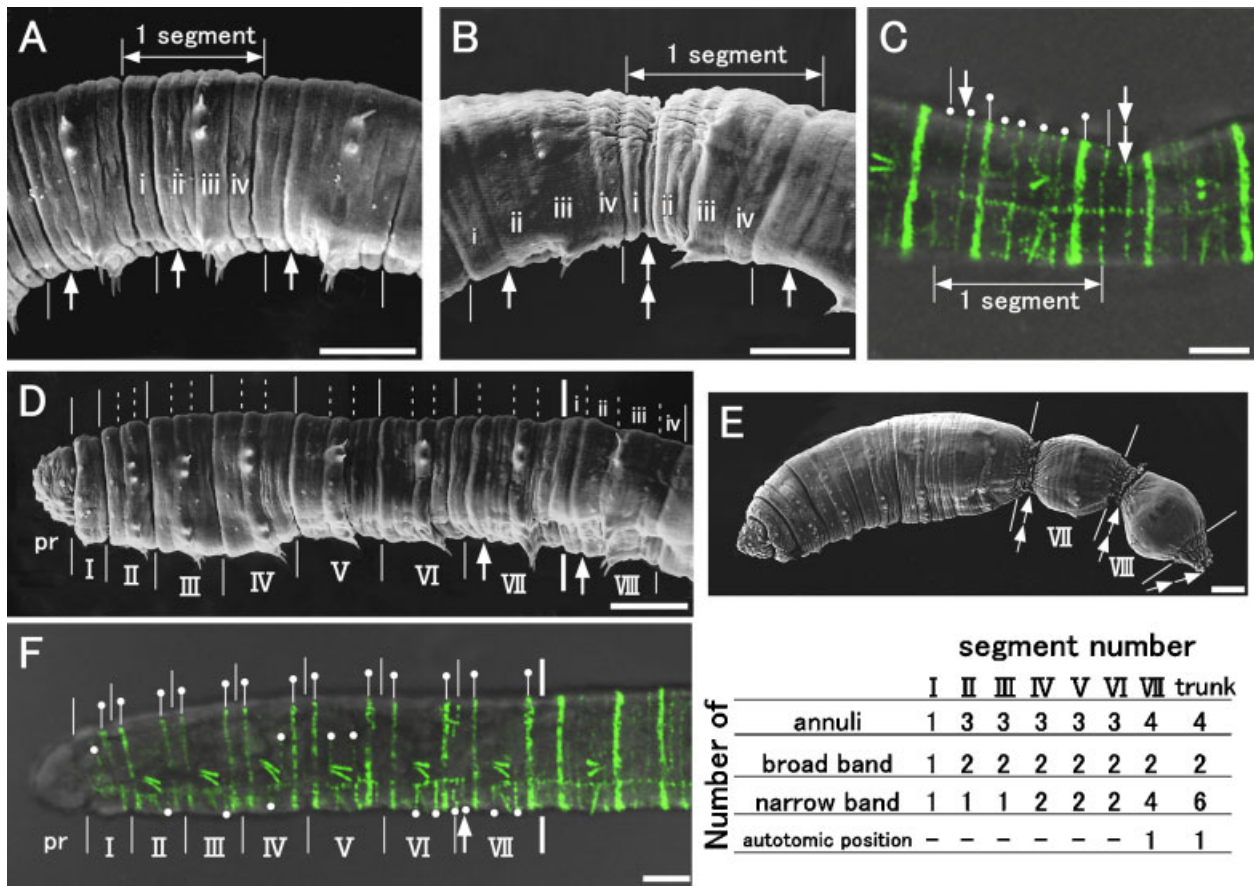 A
1 segment
i ii iii iv
B
1 segment
i ii iii iv i ii iii iv
C
1 segment
D
i ii iii iv
pr I II III IV V VI VII VIII
E
VII
VIII
F
pr I II III IV V VI VII
segment number
Number of
I II III IV V VI VII trunk
annuli 1 3 3 3 3 3 4 4
broad band 1 2 2 2 2 2 2 2
narrow band 1 1 1 2 2 2 4 6
autotomic position – – – – – – 1 1